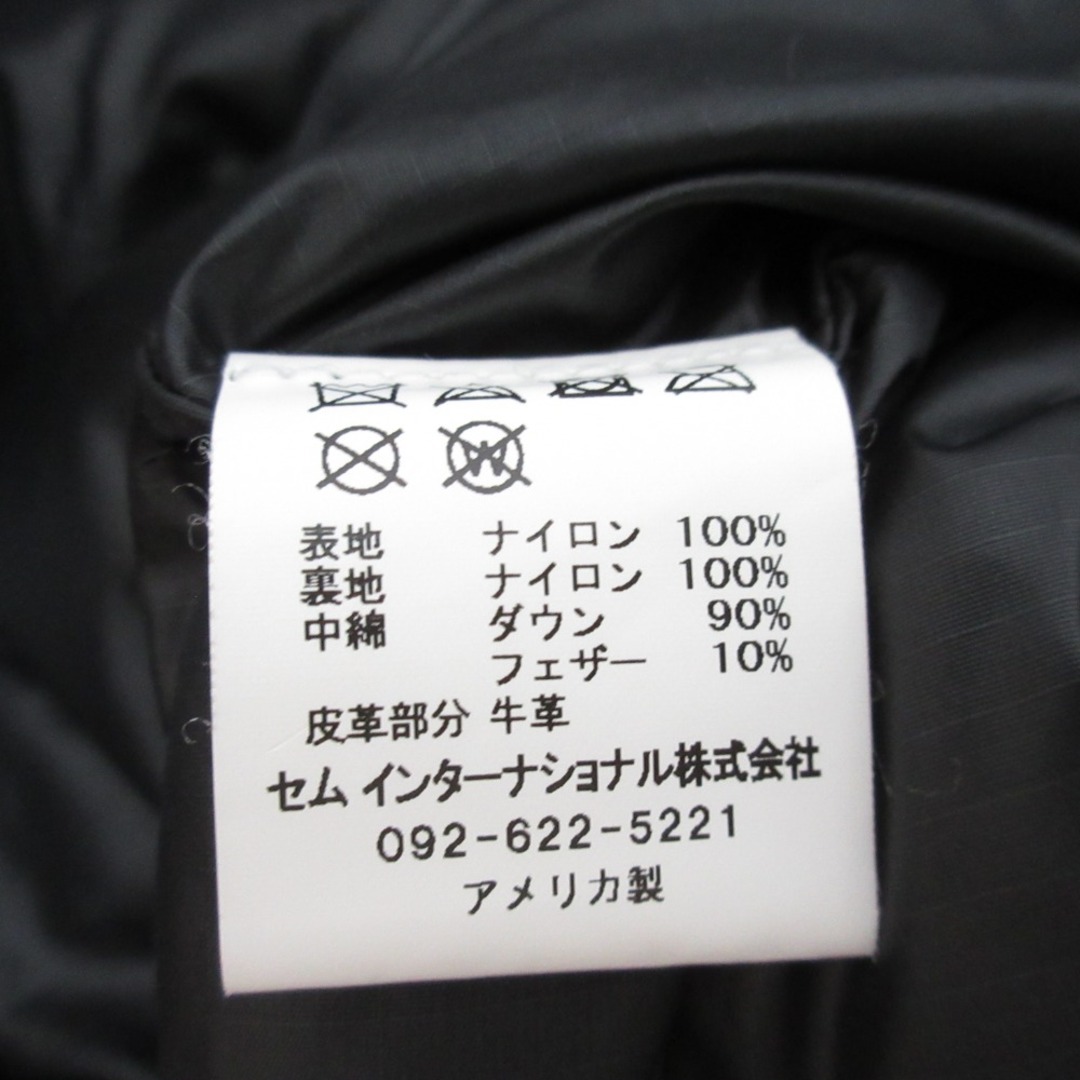 表地 ナイロン 100%
裏地 ナイロン 100%
中綿 ダウン 90%
フェザー 10%
皮革部分 牛革
セム インターナショナル株式会社
092-622-5221
アメリカ製